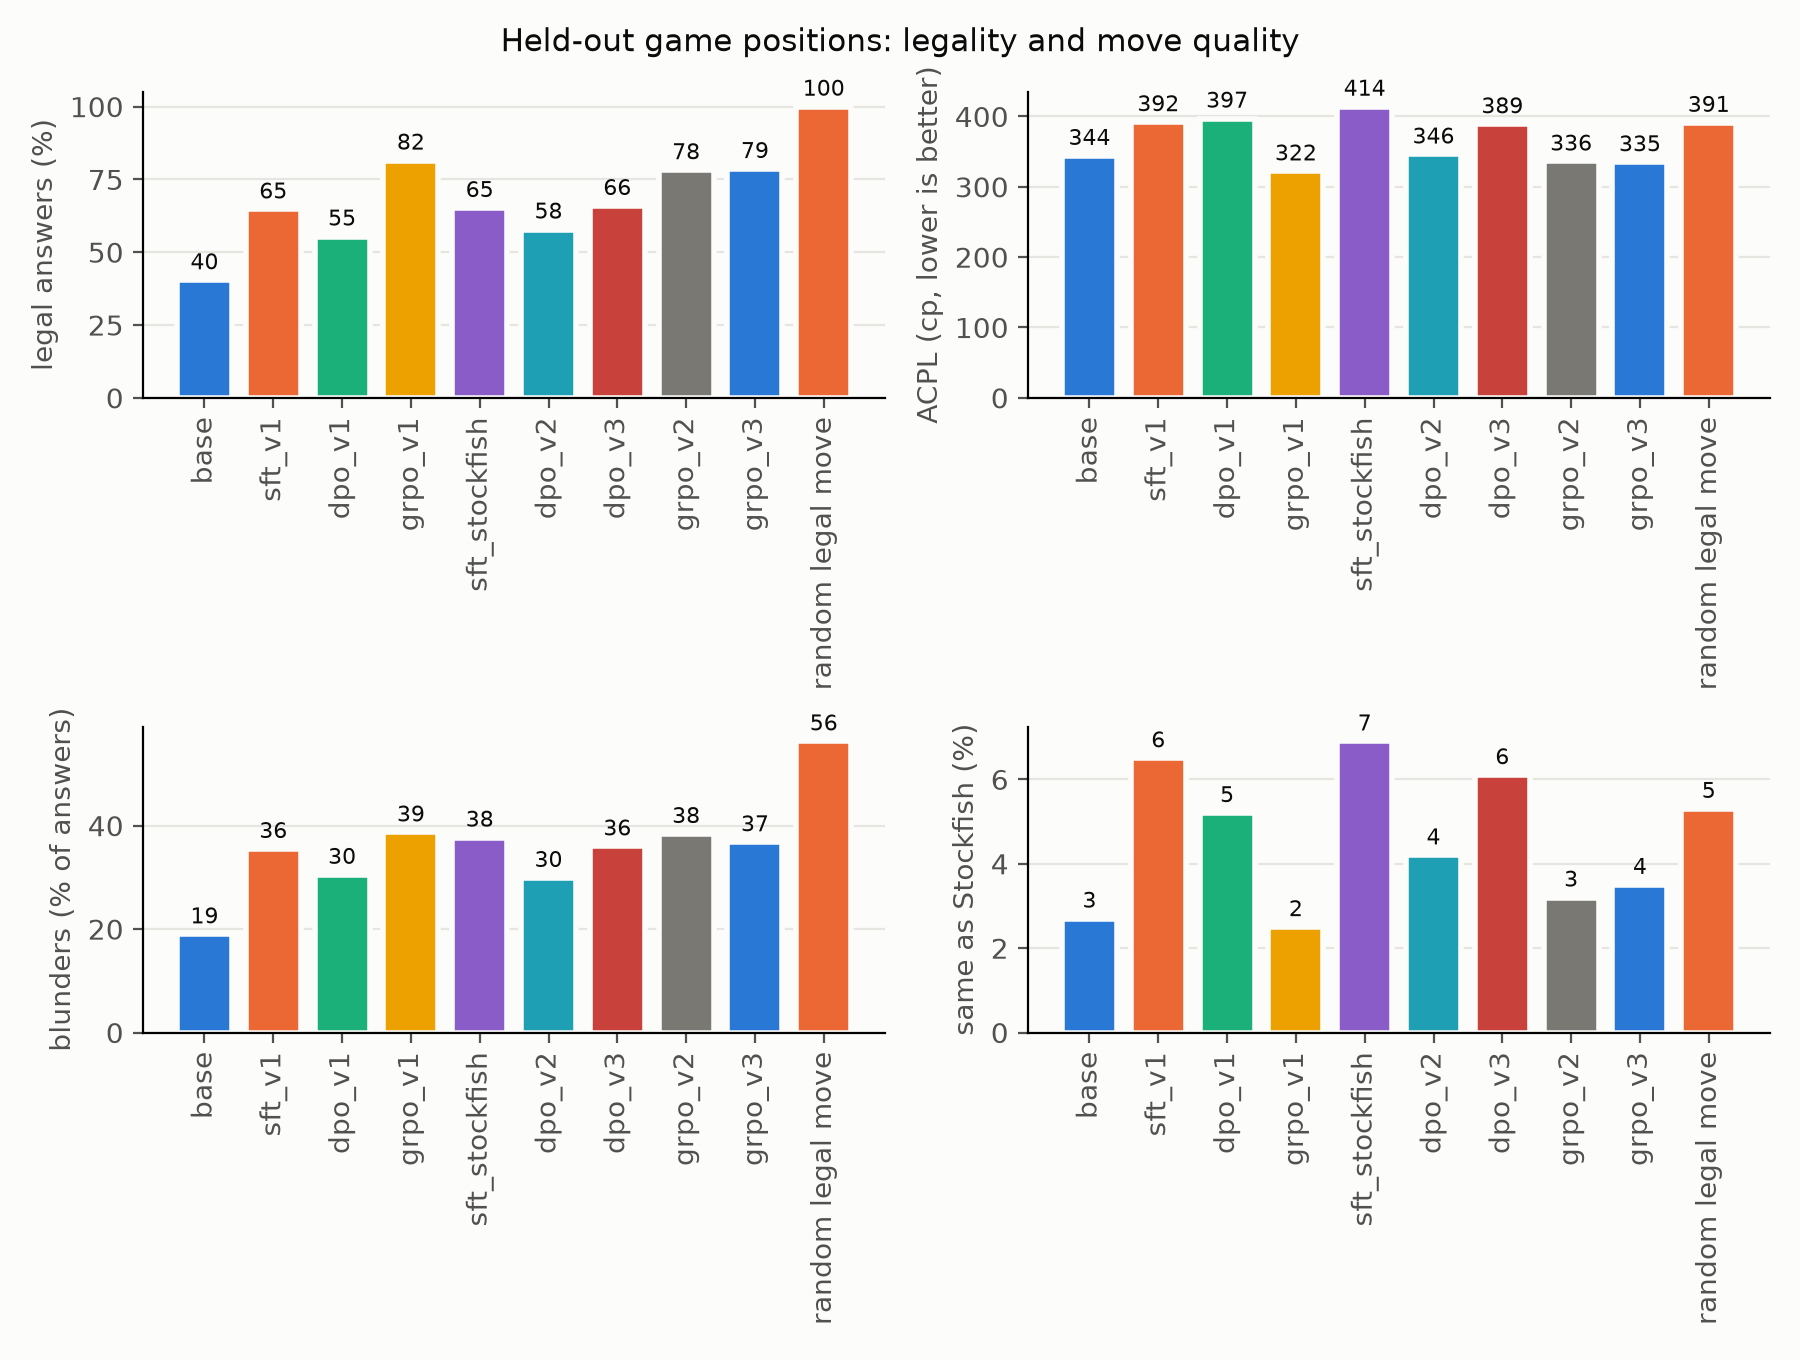 Held-out game positions: legality and move quality
legal answers (%)
100
75
50
25
0
40
65
55
82
65
58
66
78
79
100
base
sft_v1
dpo_v1
grpo_v1
sft_stockfish
dpo_v2
dpo_v3
grpo_v2
grpo_v3
random legal move
ACPL (cp, lower is better)
400
300
200
100
0
344
392
397
322
414
346
389
336
335
391
base
sft_v1
dpo_v1
grpo_v1
sft_stockfish
dpo_v2
dpo_v3
grpo_v2
grpo_v3
random legal move
blunders (% of answers)
40
20
0
19
36
30
39
38
30
36
38
37
56
base
sft_v1
dpo_v1
grpo_v1
sft_stockfish
dpo_v2
dpo_v3
grpo_v2
grpo_v3
random legal move
same as Stockfish (%)
6
4
2
0
3
6
5
2
7
4
6
3
4
5
base
sft_v1
dpo_v1
grpo_v1
sft_stockfish
dpo_v2
dpo_v3
grpo_v2
grpo_v3
random legal move